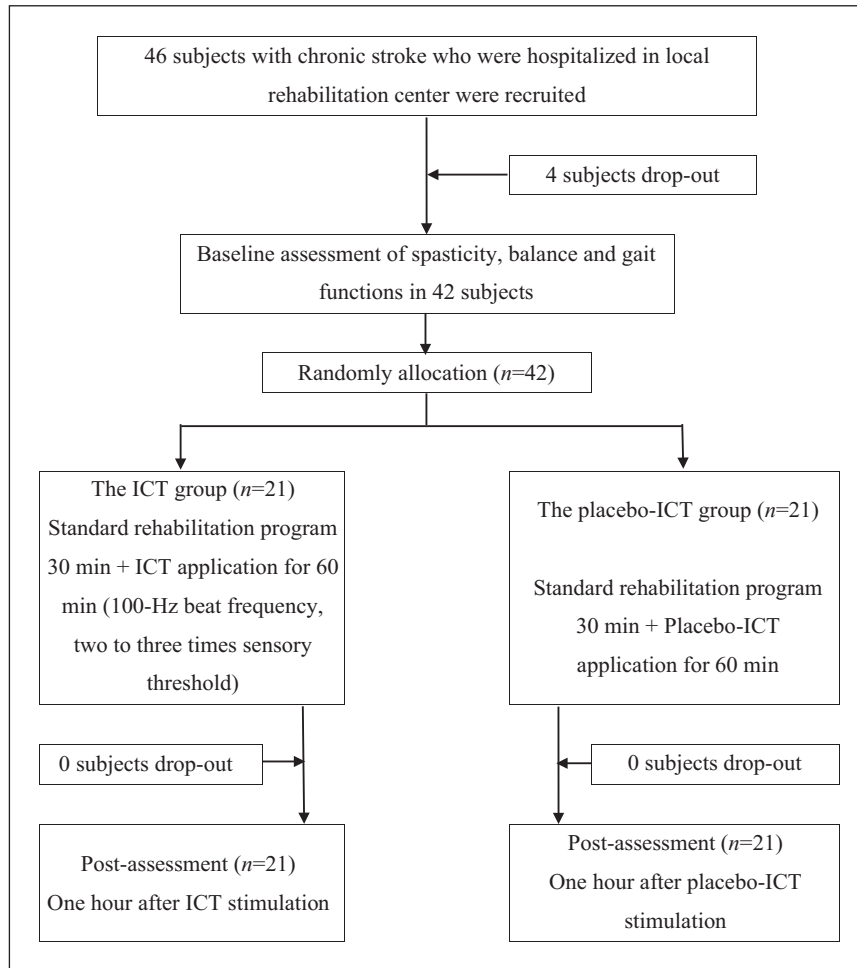 46 subjects with chronic stroke who were hospitalized in local
rehabilitation center were recruited
4 subjects drop-out
Baseline assessment of spasticity, balance and gait
functions in 42 subjects
Randomly allocation (n=42)
The ICT group (n=21)
Standard rehabilitation program
30 min + ICT application for 60
min (100-Hz beat frequency,
two to three times sensory
threshold)
The placebo-ICT group (n=21)
Standard rehabilitation program
30 min + Placebo-ICT
application for 60 min
0 subjects drop-out
0 subjects drop-out
Post-assessment (n=21)
One hour after ICT stimulation
Post-assessment (n=21)
One hour after placebo-ICT
stimulation